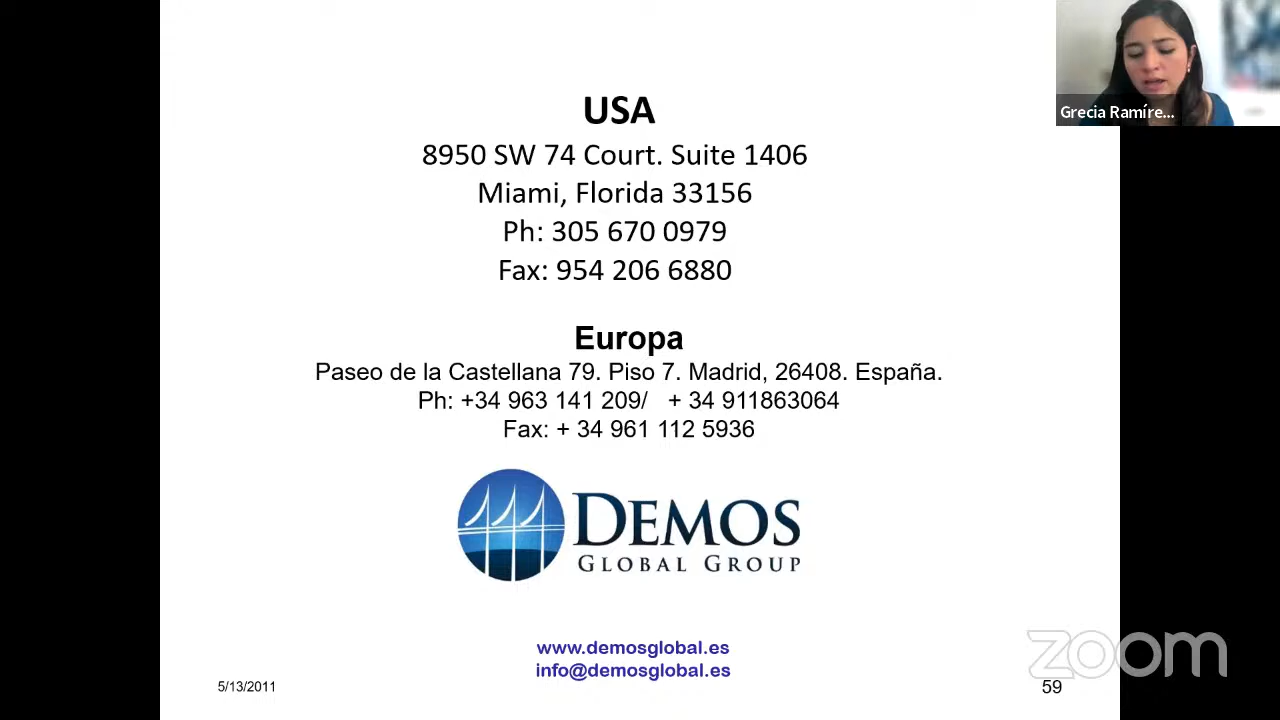 Grecia Ramíre...
USA
8950 SW 74 Court. Suite 1406
Miami, Florida 33156
Ph: 305 670 0979
Fax: 954 206 6880
Europa
Paseo de la Castellana 79. Piso 7. Madrid, 26408. España.
Ph: +34 963 141 209/ + 34 911863064
Fax: + 34 961 112 5936
DEMOS
GLOBAL GROUP
www.demosglobal.es
info@demosglobal.es
5/13/2011
59
zoom